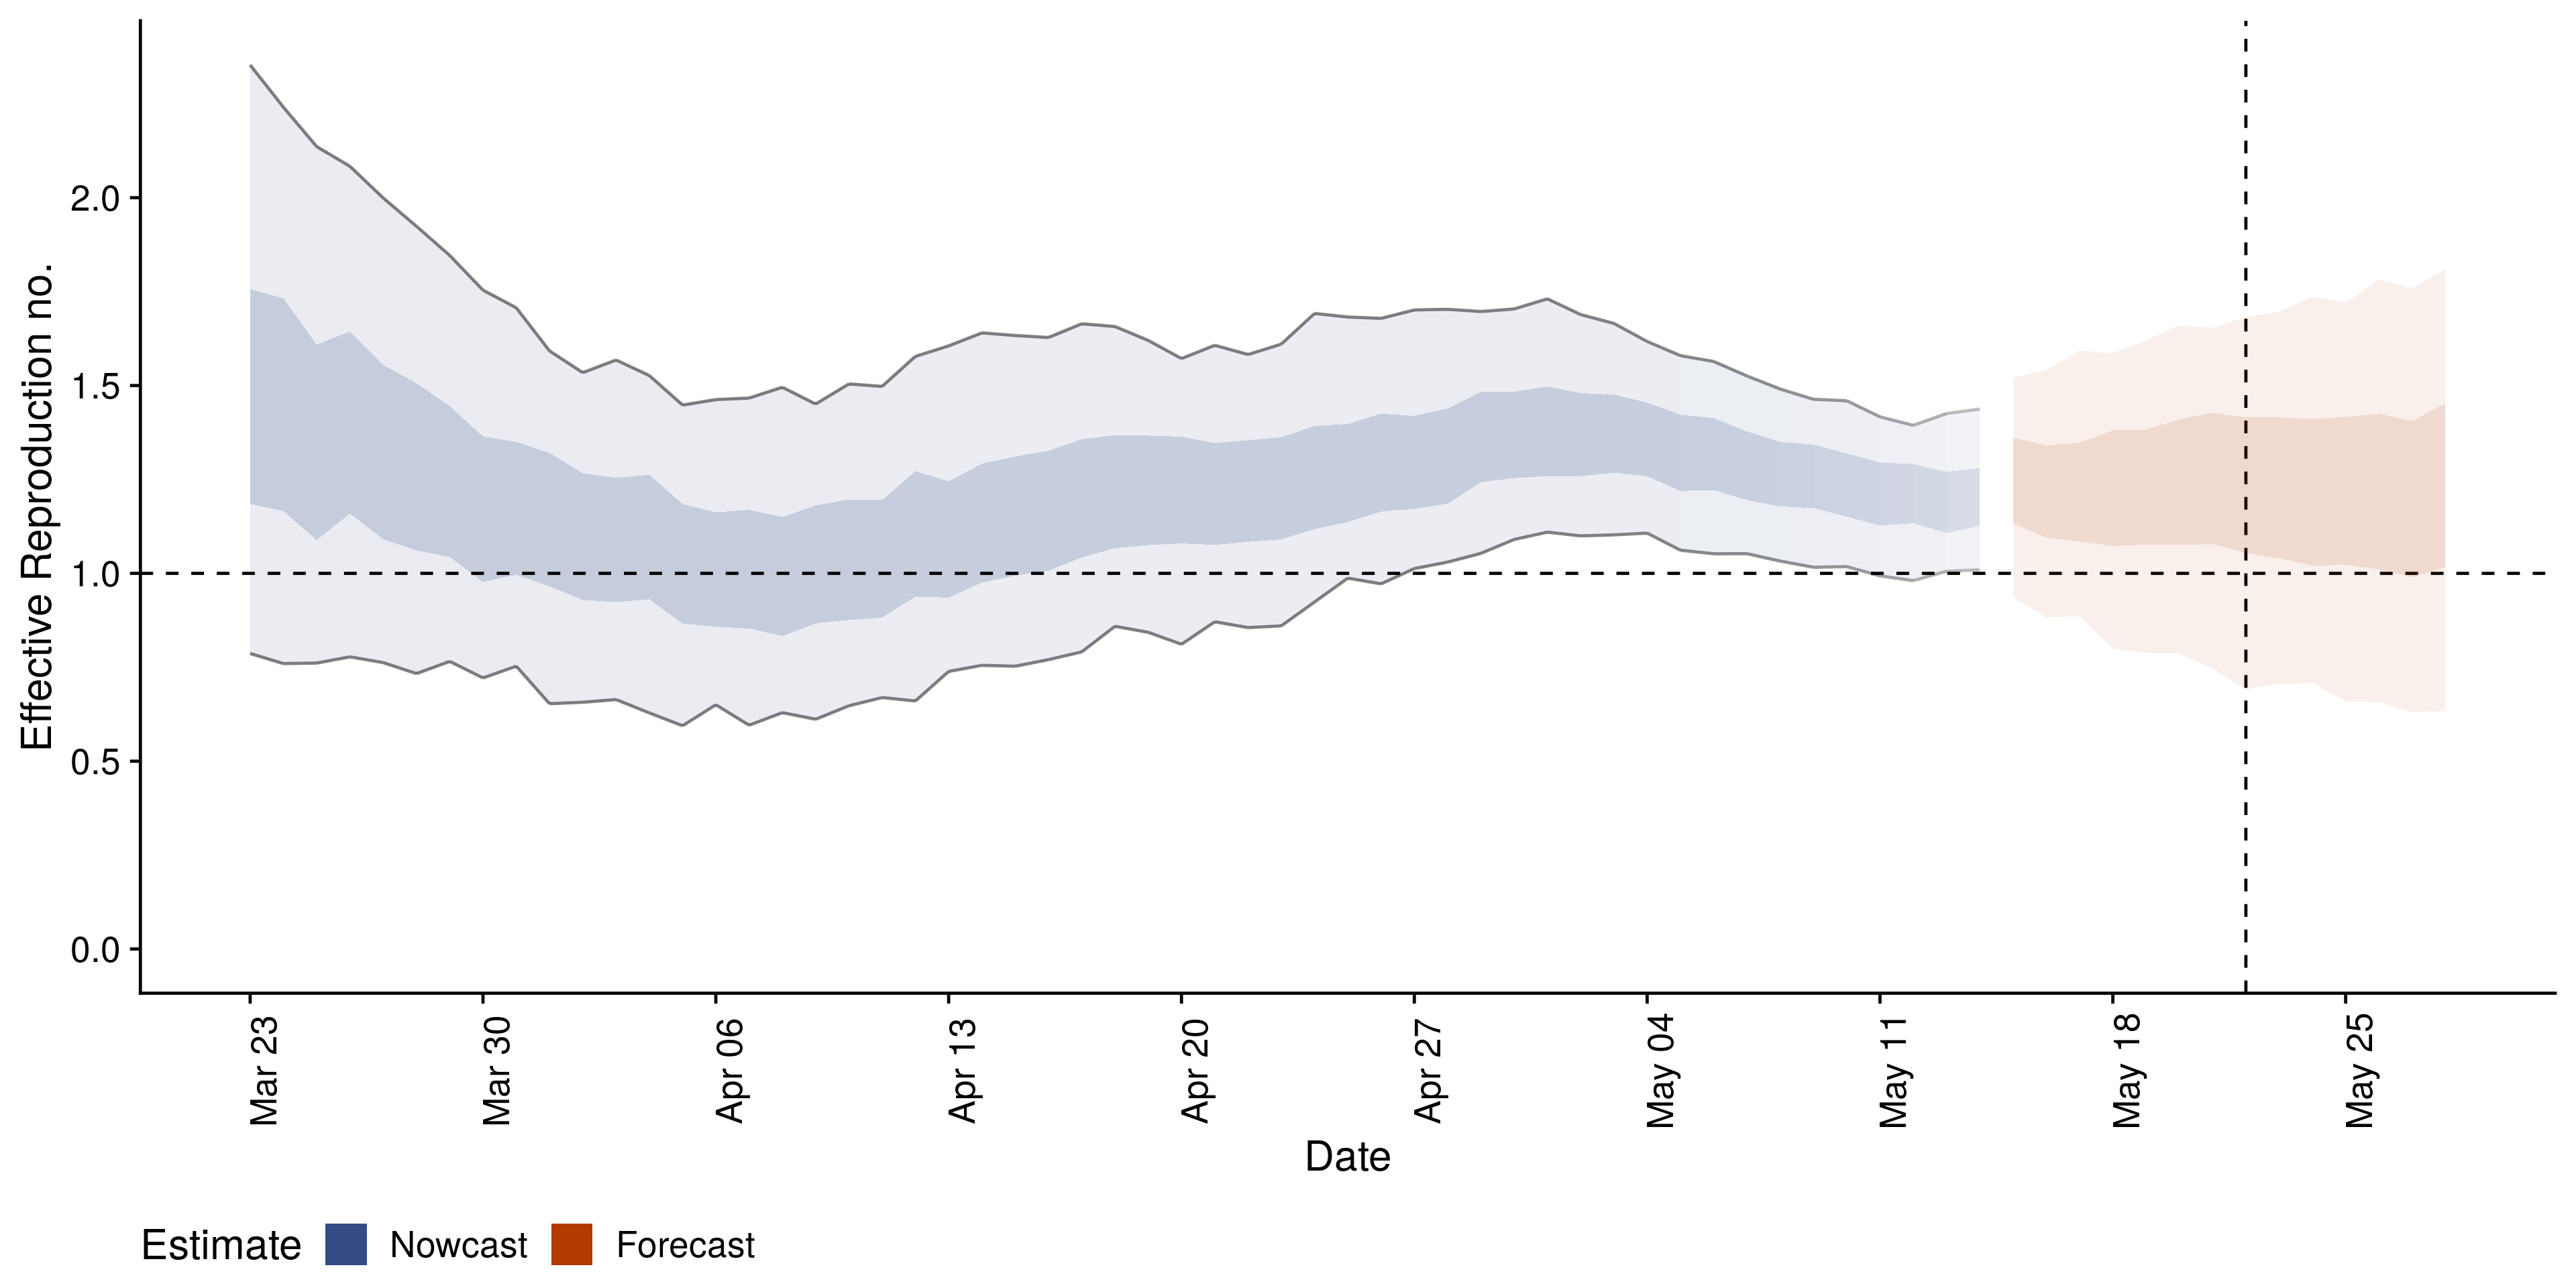 Effective Reproduction no.
2.0
1.5
1.0
0.5
0.0
Mar 23
Mar 30
Apr 06
Apr 13
Apr 20
Apr 27
May 04
May 11
May 18
May 25
Date
Estimate Nowcast Forecast